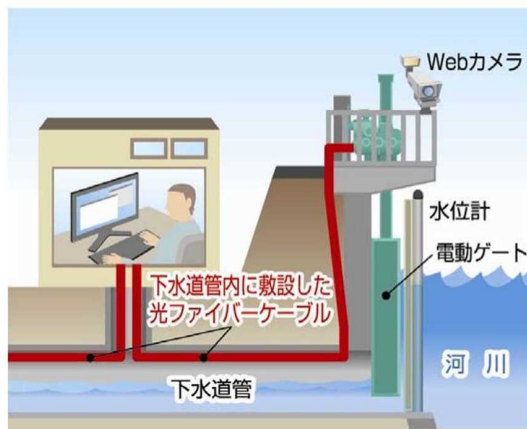 Webカメラ
水位計
電動ゲート
下水道管内に敷設した
光ファイバーケーブル
河川
下水道管